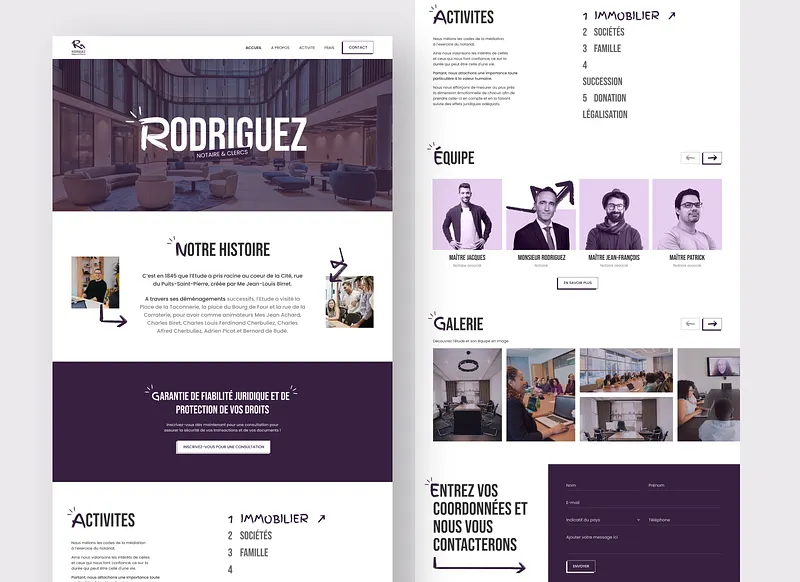 RODRIGUEZ
ACCUEIL
A PROPOS
ACTIVITE
FRAIS
CONTACT
RODRIGUEZ
NOTAIRE & CLERCS
NOTRE HISTOIRE
C'est en 1845 que l'Etude a pris racine au coeur de la Cité, rue
du Puits-Saint-Pierre, créée par Me Jean-Louis Birret.
A travers ses déménagements successifs, l'Etude a visité la
Place de la Taconnerie, la place du Bourg de Four et la rue de la
Corraterie, pour avoir comme animateurs Mes Jean Achard,
Charles Biret, Charles Louis Ferdinand Cherbuliez, Charles
Alfred Cherbuliez, Adrien Picot et Bernard de Budé.
GARANTIE DE FIABILITÉ JURIDIQUE ET DE
PROTECTION DE VOS DROITS
Inscrivez-vous dès maintenant pour une consultation pour
assurer la sécurité de vos transactions et de vos documents !
INSCRIVEZ-VOUS POUR UNE CONSULTATION
ACTIVITES
Nous mêlons les codes de la médiation
à l'exercice du notariat.
Ainsi nous valorisons les intérêts de celles
et ceux qui nous font confiance, ce sur la
durée qui peut être celle d'une vie.
Partant, nous attachons une importance toute
1 IMMOBILIER
2 SOCIÉTÉS
3 FAMILLE
4
ACTIVITES
Nous mêlons les codes de la médiation
à l'exercice du notariat.
Ainsi nous valorisons les intérêts de celles
et ceux qui nous font confiance, ce sur la
durée qui peut être celle d'une vie.
Partant, nous attachons une importance toute
particulière à la valeur humaine.
Nous nous efforçons de mesurer au plus près
la dimension émotionnelle de chacun afin de
prendre celle-ci en compte et en la faisant
suivre des effets juridiques adéquats.
1 IMMOBILIER
2 SOCIÉTÉS
3 FAMILLE
4
SUCCESSION
5 DONATION
LÉGALISATION
EQUIPE
MAÎTRE JACQUES
Notaire associé
MONSIEUR RODRIGUEZ
Notaire
MAÎTRE JEAN-FRANÇOIS
Notaire associé
MAÎTRE PATRICK
Notaire associé
EN SAVOIR PLUS
GALERIE
Découvrez l'étude et son équipe en image
ENTREZ VOS
COORDONNÉES ET
NOUS VOUS
CONTACTERONS
Nom
Prénom
E-mail
Indicatif du pays
Téléphone
Ajouter votre message ici
ENVOYER